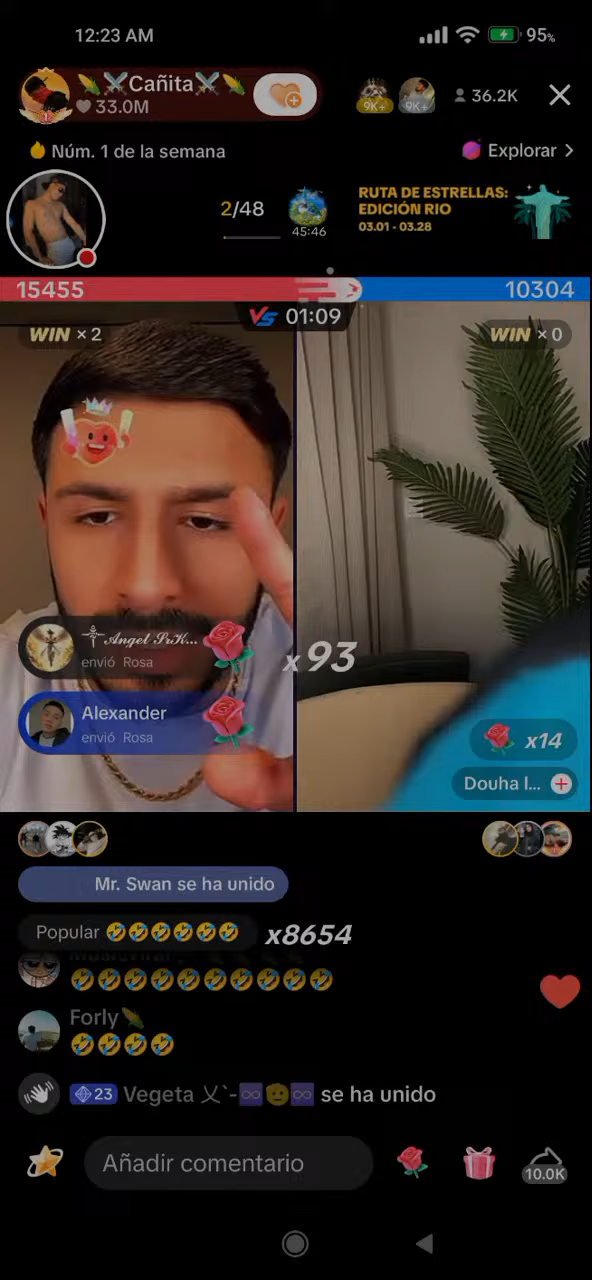 12:23 AM
95%
🌽⚔️Cañita⚔️🌽
33.0M
9K+
9K+
36.2K
Núm. 1 de la semana
Explorar >
2/48
45:46
RUTA DE ESTRELLAS:
EDICIÓN RIO
03.01 - 03.28
15455
10304
WIN × 2
VS 01:09
WIN × 0
Angel SriK...
envió Rosa
x93
Alexander
envió Rosa
x14
Douha l...
Mr. Swan se ha unido
Popular 🤣🤣🤣🤣🤣🤣
x8654
🤣🤣🤣🤣🤣🤣🤣🤣🤣🤣
Forly🌽
🤣🤣🤣🤣
23 Vegeta 乂`-♾️🫡♾️ se ha unido
Añadir comentario
10.0K